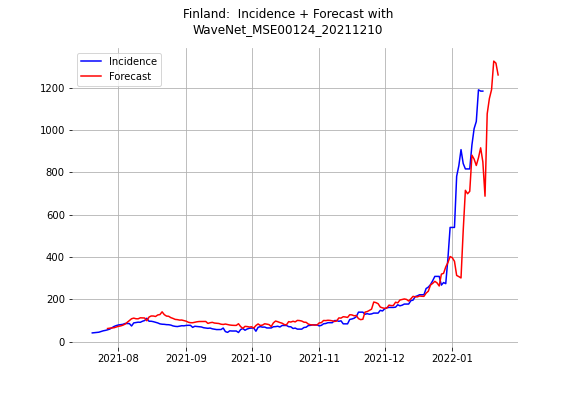 Finland:  Incidence + Forecast with
WaveNet_MSE00124_20211210
Incidence
Forecast
1200
1000
800
600
400
200
0
2021-08 2021-09 2021-10 2021-11 2021-12 2022-01